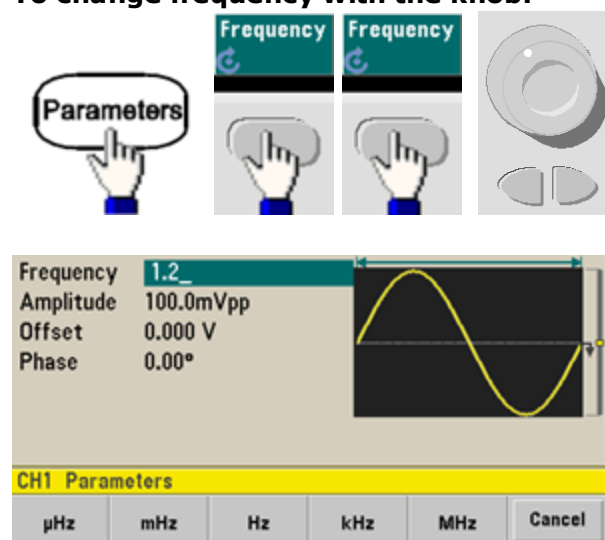 To change frequency with the knob:
Frequency Frequency
Parameters
Frequency 1.2_
Amplitude 100.0mVpp
Offset 0.000 V
Phase 0.00°
CH1 Parameters
µHz mHz Hz kHz MHz Cancel